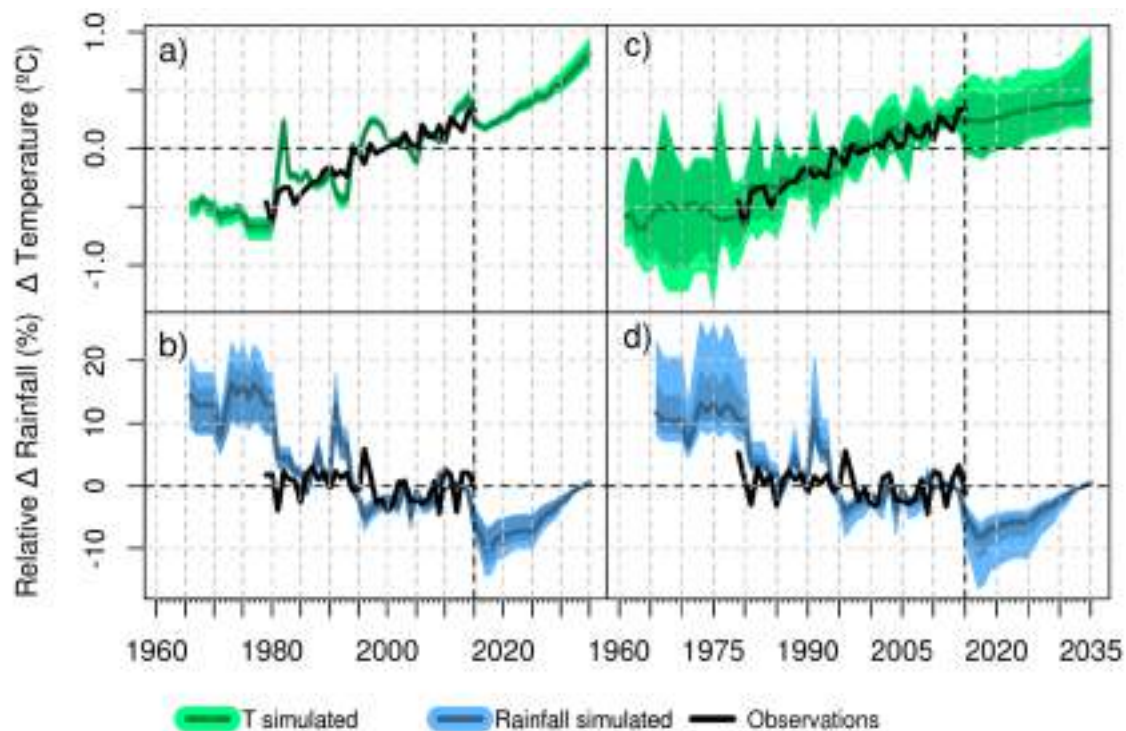 Δ Temperature (ºC)
1.0
0.0
-1.0
a)
c)
Relative Δ Rainfall (%)
20
10
0
-10
b)
d)
1960 1980 2000 2020 1960 1975 1990 2005 2020 2035
T simulated Rainfall simulated Observations